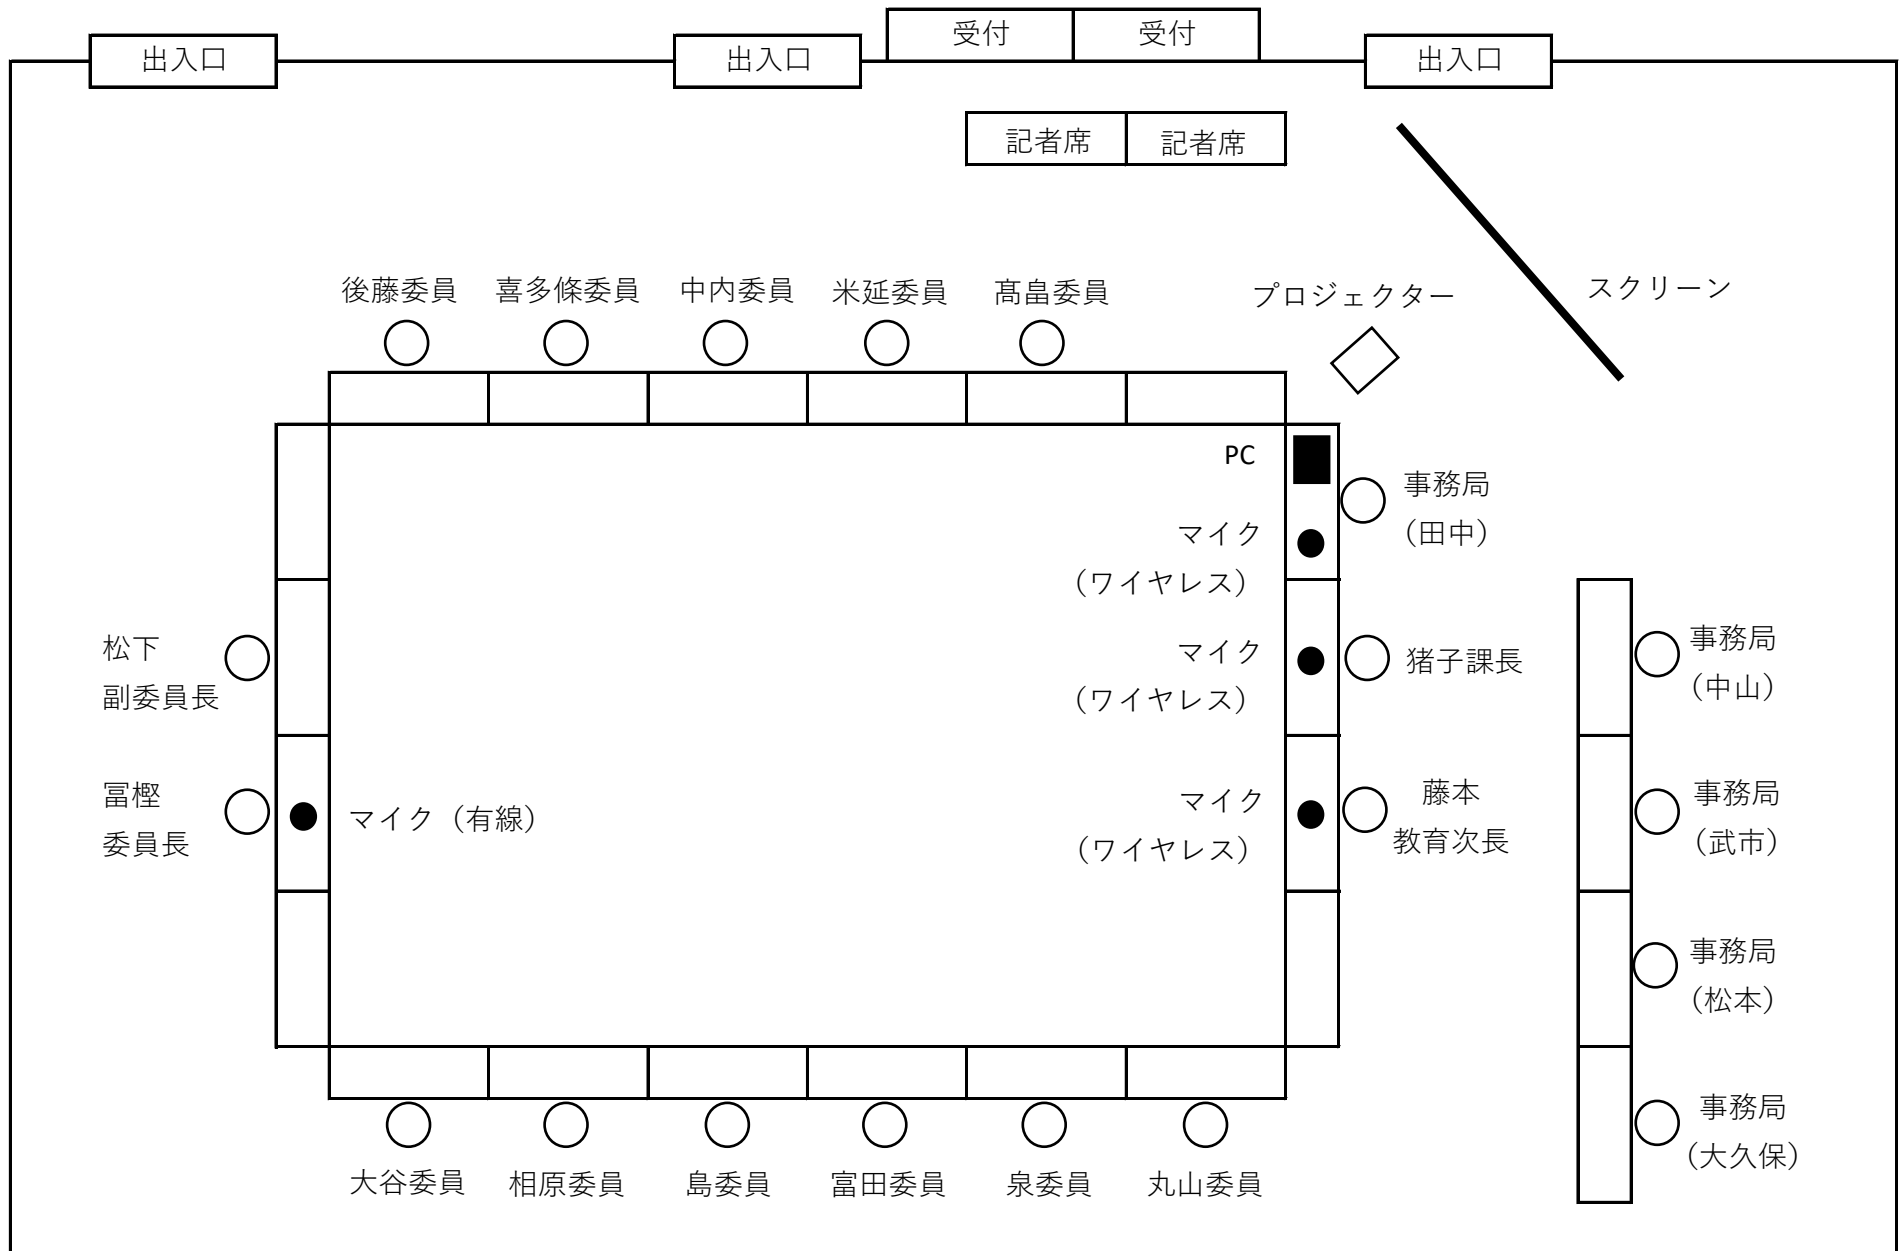 受付
受付
出入口
出入口
出入口
記者席
記者席
後藤委員
喜多條委員
中内委員
米延委員
髙畠委員
プロジェクター
スクリーン
PC
事務局
（田中）
マイク
（ワイヤレス）
松下
副委員長
マイク
（ワイヤレス）
猪子課長
事務局
（中山）
冨樫
委員長
マイク（有線）
マイク
（ワイヤレス）
藤本
教育次長
事務局
（武市）
事務局
（松本）
事務局
（大久保）
大谷委員
相原委員
島委員
富田委員
泉委員
丸山委員